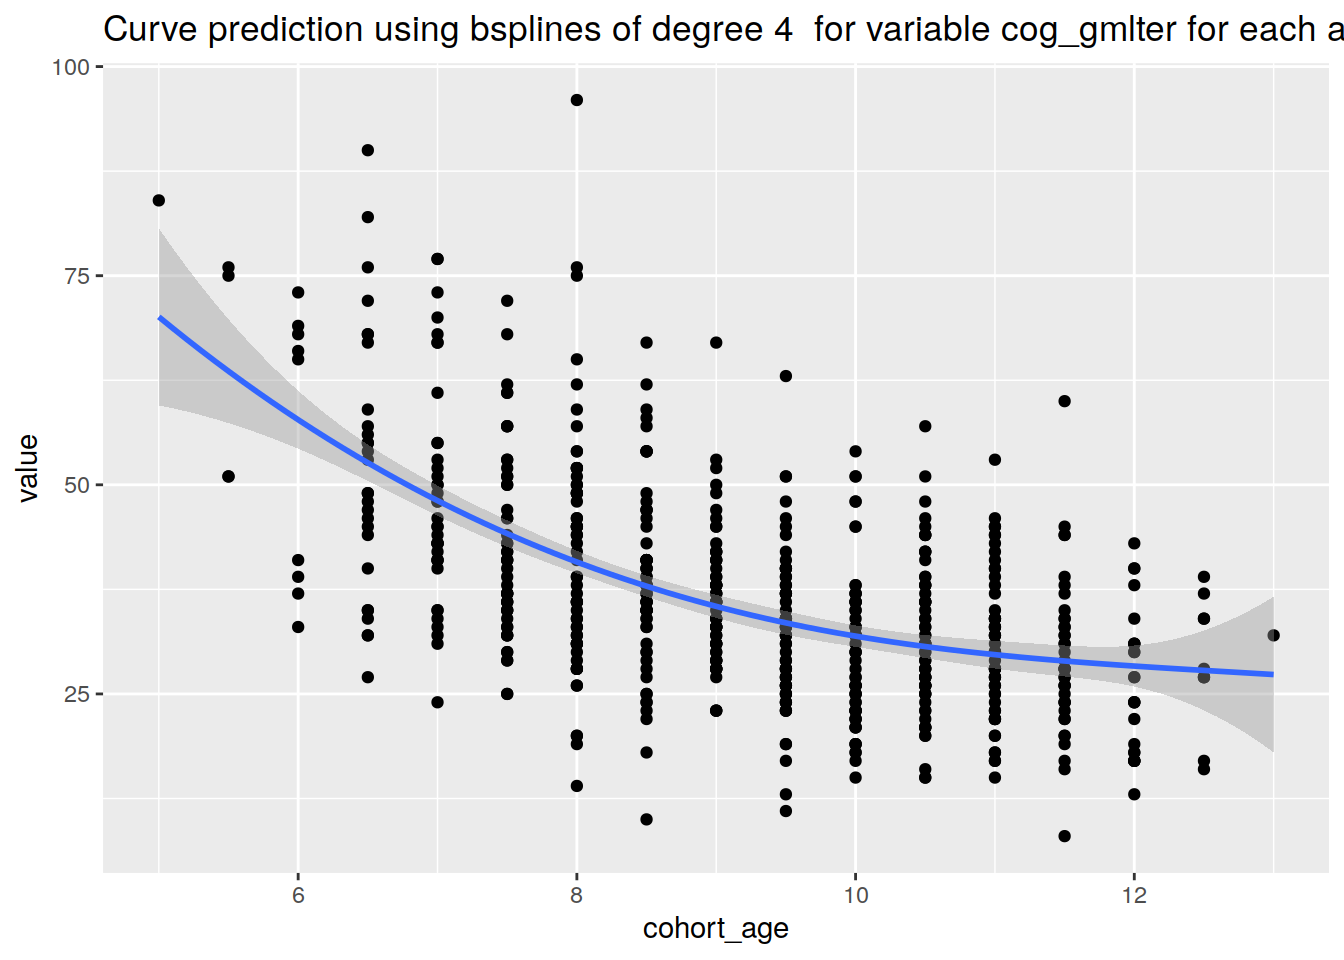 Curve prediction using bsplines of degree 4  for variable cog_gmlter for each a
100
75
50
25
value
6 8 10 12
cohort_age